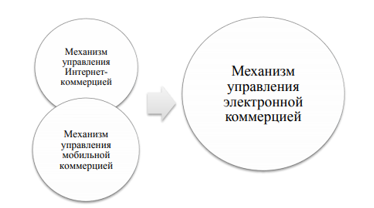 Механизм
управления
Интернет-
коммерцией
Механизм
управления
мобильной
коммерцией
Механизм
управления
электронной
коммерцией